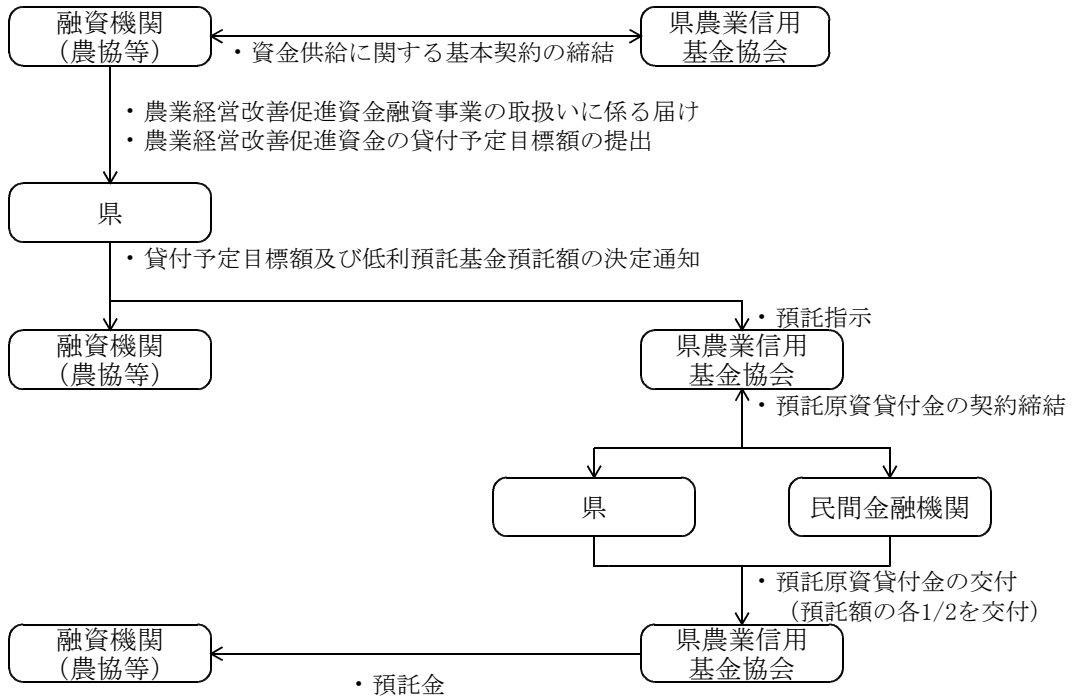 融資機関
（農協等）
県農業信用
基金協会
・資金供給に関する基本契約の締結
・農業経営改善促進資金融資事業の取扱いに係る届け
・農業経営改善促進資金の貸付予定目標額の提出
県
・貸付予定目標額及び低利預託基金預託額の決定通知
・預託指示
融資機関
（農協等）
県農業信用
基金協会
・預託原資貸付金の契約締結
県
民間金融機関
・預託原資貸付金の交付
（預託額の各1/2を交付）
融資機関
（農協等）
県農業信用
基金協会
・預託金